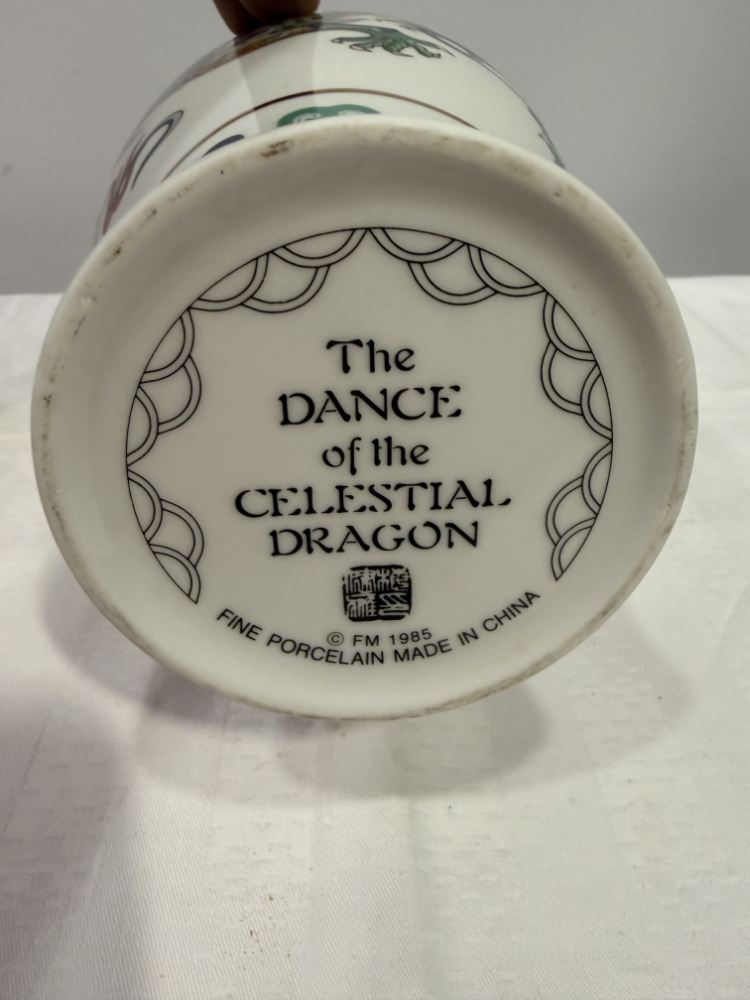 The
DANCE
of the
CELESTIAL
DRAGON
© FM 1985
FINE PORCELAIN MADE IN CHINA